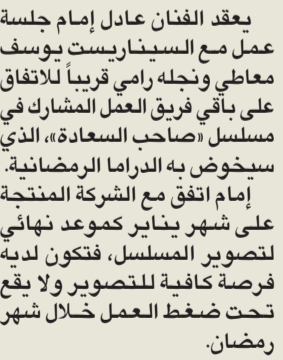 يعقد الفنان عادل إمام جلسة
عمل مع السيناريست يوسف
معاطي ونجله رامي قريباً للاتفاق
على باقي فريق العمل المشارك في
مسلسل «صاحب السعادة»، الذي
سيخوض به الدراما الرمضانية.
إمام اتفق مع الشركة المنتجة
على شهر يناير كموعد نهائي
لتصوير المسلسل، فتكون لديه
فرصة كافية للتصوير ولا يقع
تحت ضغط العمل خلال شهر
رمضان.